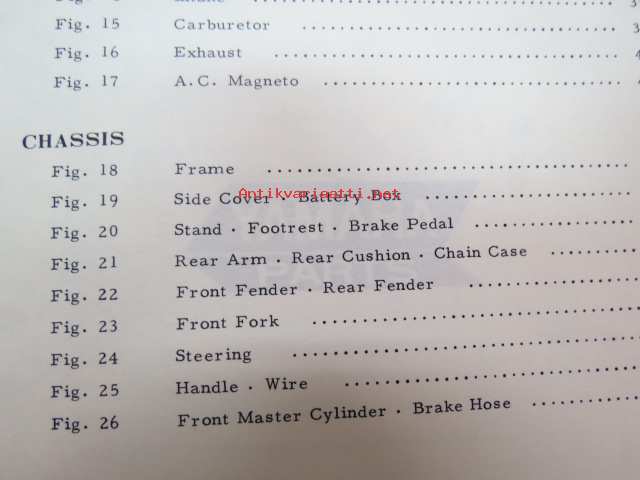 Fig. 15 Carburetor ........................................ 3
Fig. 16 Exhaust ........................................ 4
Fig. 17 A.C. Magneto ........................................
CHASSIS
Fig. 18 Frame ........................................
Fig. 19 Side Cover · Battery Box ........................
Antikvariaatti.net
Fig. 20 Stand · Footrest · Brake Pedal ..................
Fig. 21 Rear Arm · Rear Cushion · Chain Case ..........
PARTS
Fig. 22 Front Fender · Rear Fender ....................
Fig. 23 Front Fork ........................................
Fig. 24 Steering ........................................
Fig. 25 Handle · Wire ..................................
Fig. 26 Front Master Cylinder · Brake Hose ............